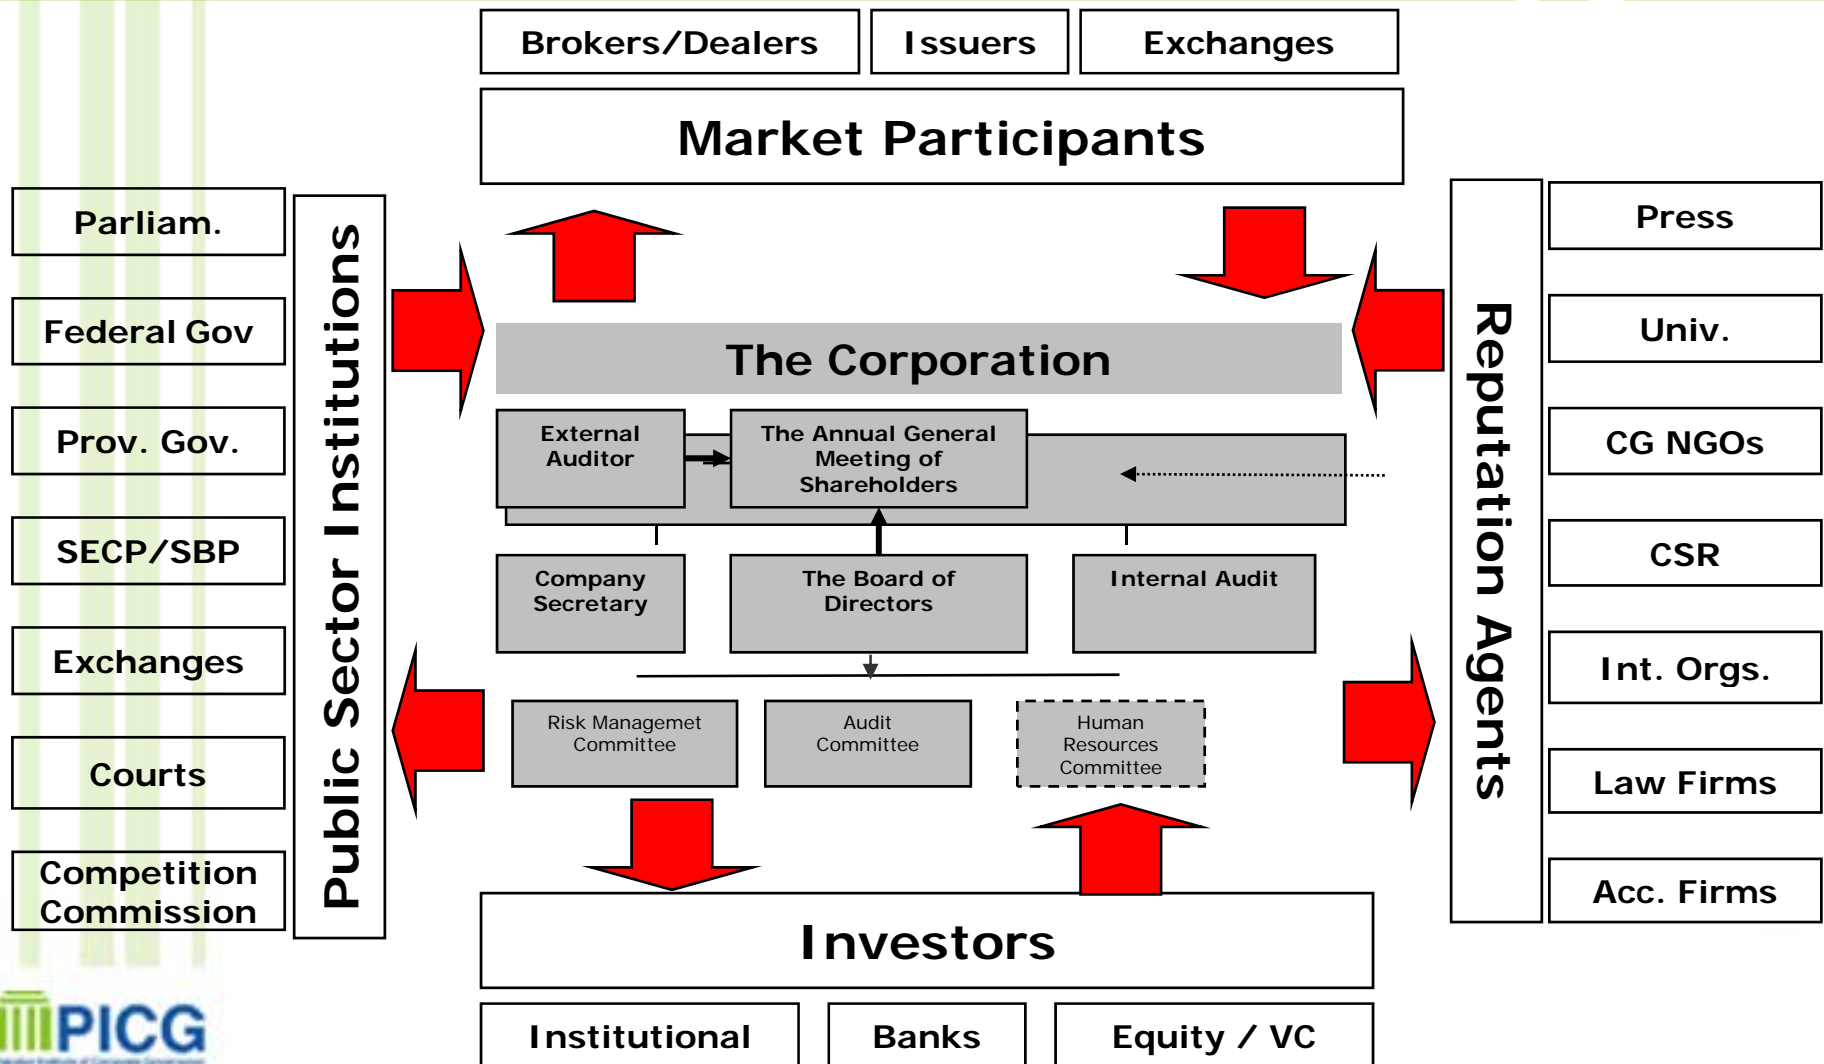 Brokers/Dealers
Issuers
Exchanges
Market Participants
Parliam.
Federal Gov
Prov. Gov.
SECP/SBP
Exchanges
Courts
Competition
Commission
Public Sector Institutions
The Corporation
External
Auditor
The Annual General
Meeting of
Shareholders
Company
Secretary
The Board of
Directors
Internal Audit
Risk Managemet
Committee
Audit
Committee
Human
Resources
Committee
Reputation Agents
Press
Univ.
CG NGOs
CSR
Int. Orgs.
Law Firms
Acc. Firms
Investors
Institutional
Banks
Equity / VC
PICG